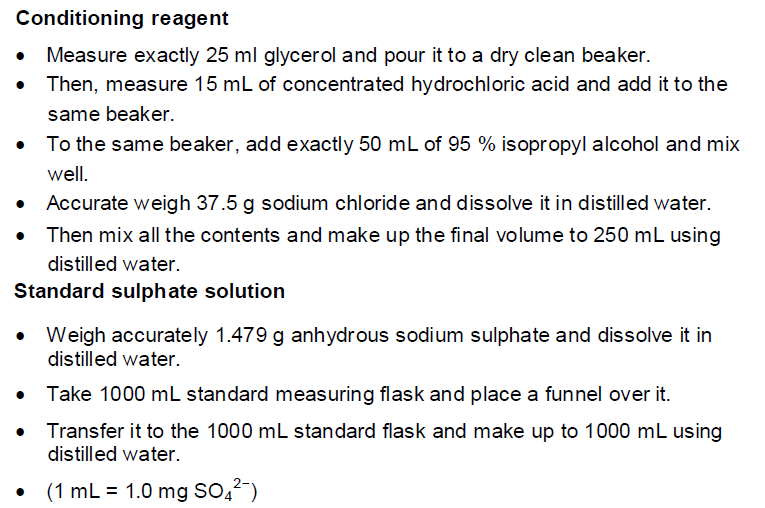 Conditioning reagent
• Measure exactly 25 ml glycerol and pour it to a dry clean beaker.
• Then, measure 15 mL of concentrated hydrochloric acid and add it to the
same beaker.
• To the same beaker, add exactly 50 mL of 95 % isopropyl alcohol and mix
well.
• Accurate weigh 37.5 g sodium chloride and dissolve it in distilled water.
• Then mix all the contents and make up the final volume to 250 mL using
distilled water.
Standard sulphate solution
• Weigh accurately 1.479 g anhydrous sodium sulphate and dissolve it in
distilled water.
• Take 1000 mL standard measuring flask and place a funnel over it.
• Transfer it to the 1000 mL standard flask and make up to 1000 mL using
distilled water.
• (1 mL = 1.0 mg SO₄²⁻)